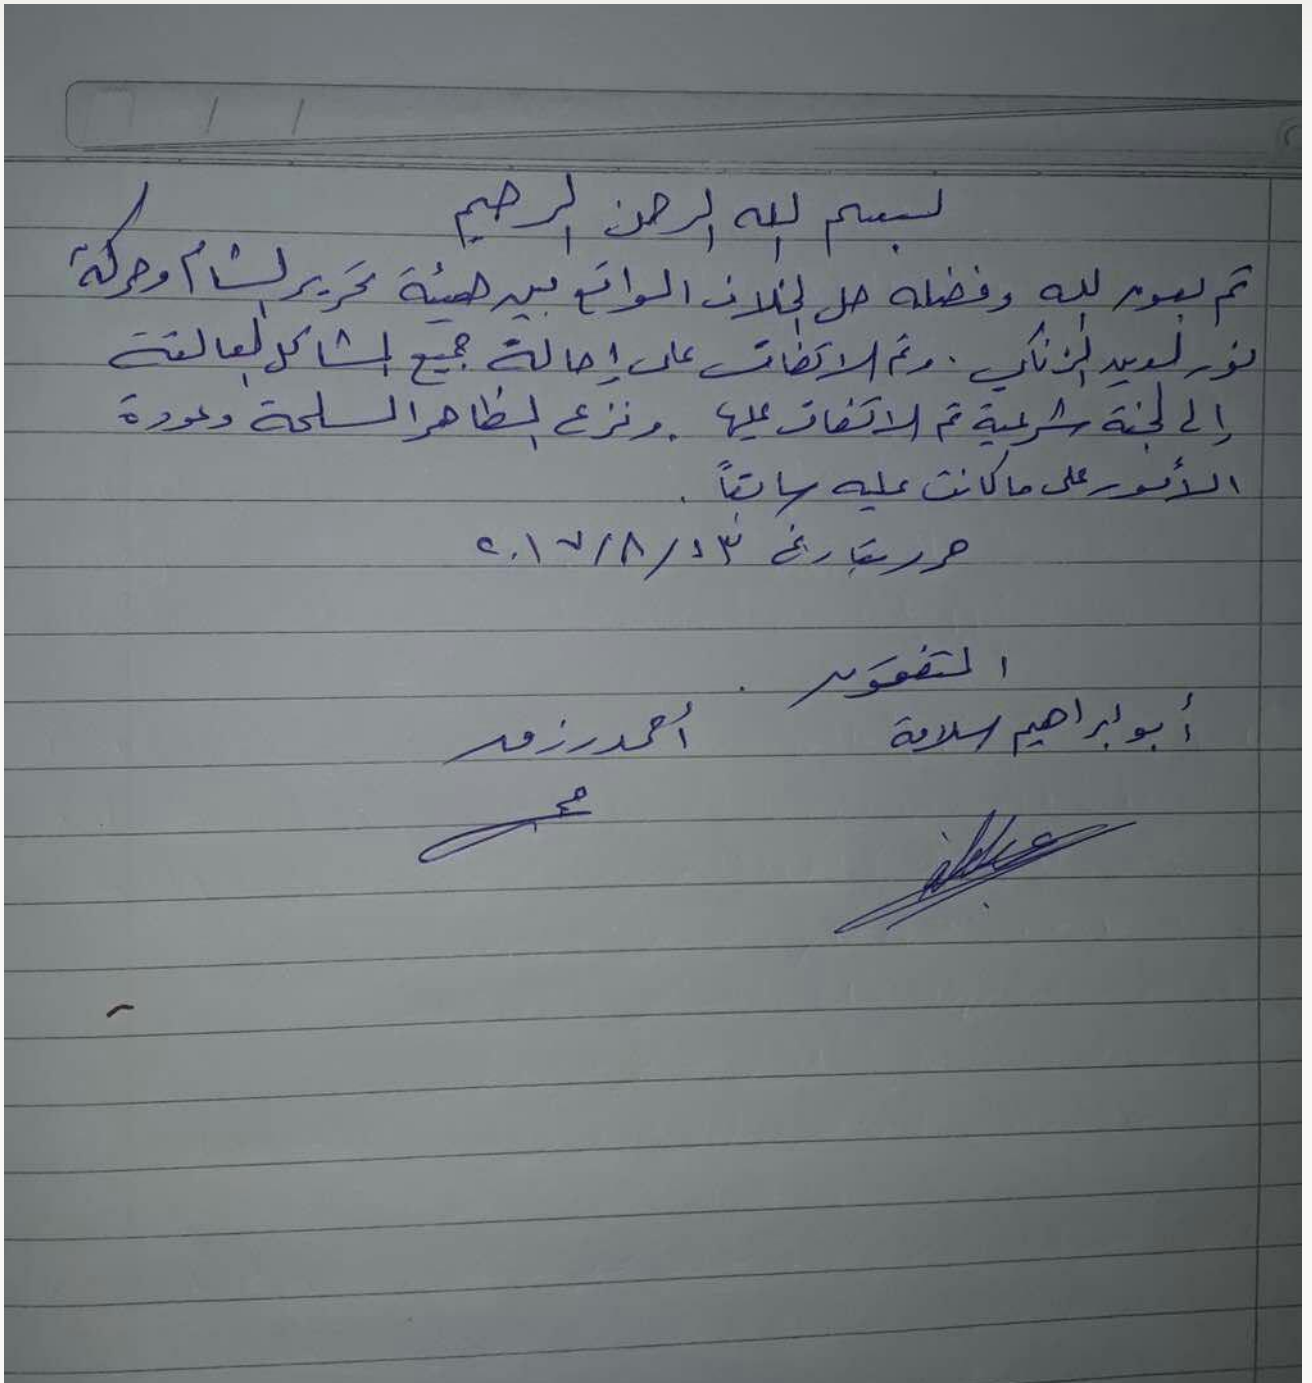 بسم الله الرحمن الرحيم
تم بعون الله وفضله حل الخلاف الواقع بين هيئة تحرير الشام وحركة
نور الدين الزنكي . وتم الاتفاق على إحالة جميع المشاكل العالقة
إلى لجنة شرعية تم الاتفاق عليها . ونزع المظاهر المسلحة وعودة
الأمور على ما كانت عليه سابقاً .
حرر بتاريخ /٨/٢٠١٧
المتفقون .
أبو ابراهيم سلامة أحمد رزق